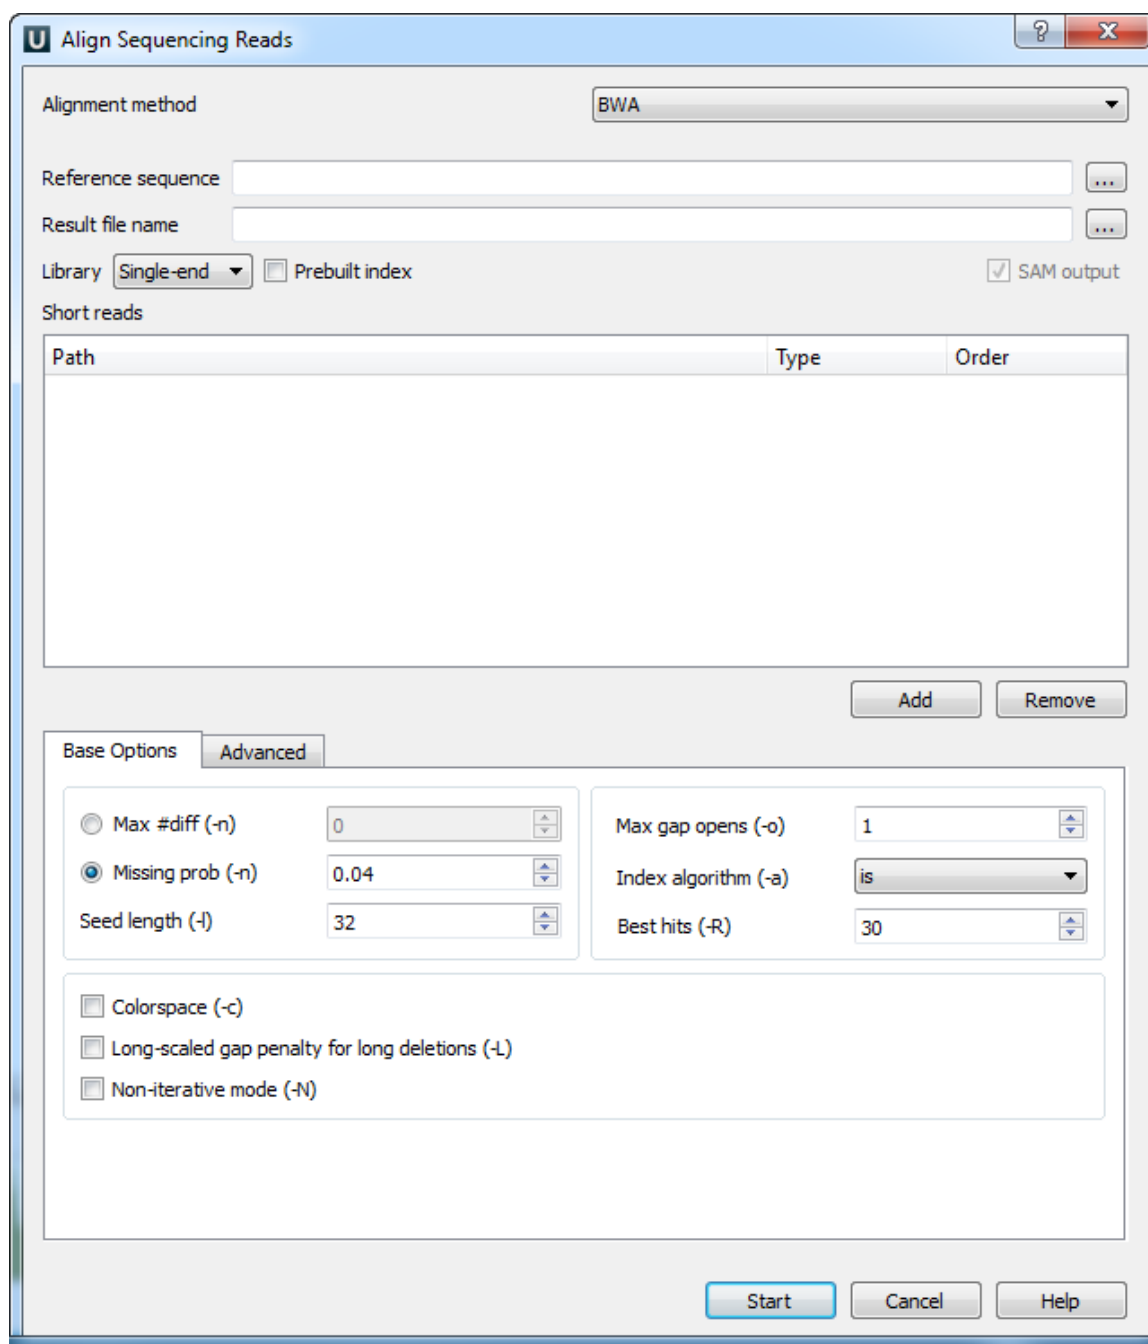 U Align Sequencing Reads ? X
Alignment method BWA
Reference sequence ...
Result file name ...
Library Single-end Prebuilt index SAM output
Short reads
Path Type Order
Add Remove
Base Options Advanced
Max #diff (-n) 0
Missing prob (-n) 0.04
Seed length (-l) 32
Max gap opens (-o) 1
Index algorithm (-a) is
Best hits (-R) 30
Colorspace (-c)
Long-scaled gap penalty for long deletions (-L)
Non-iterative mode (-N)
Start Cancel Help